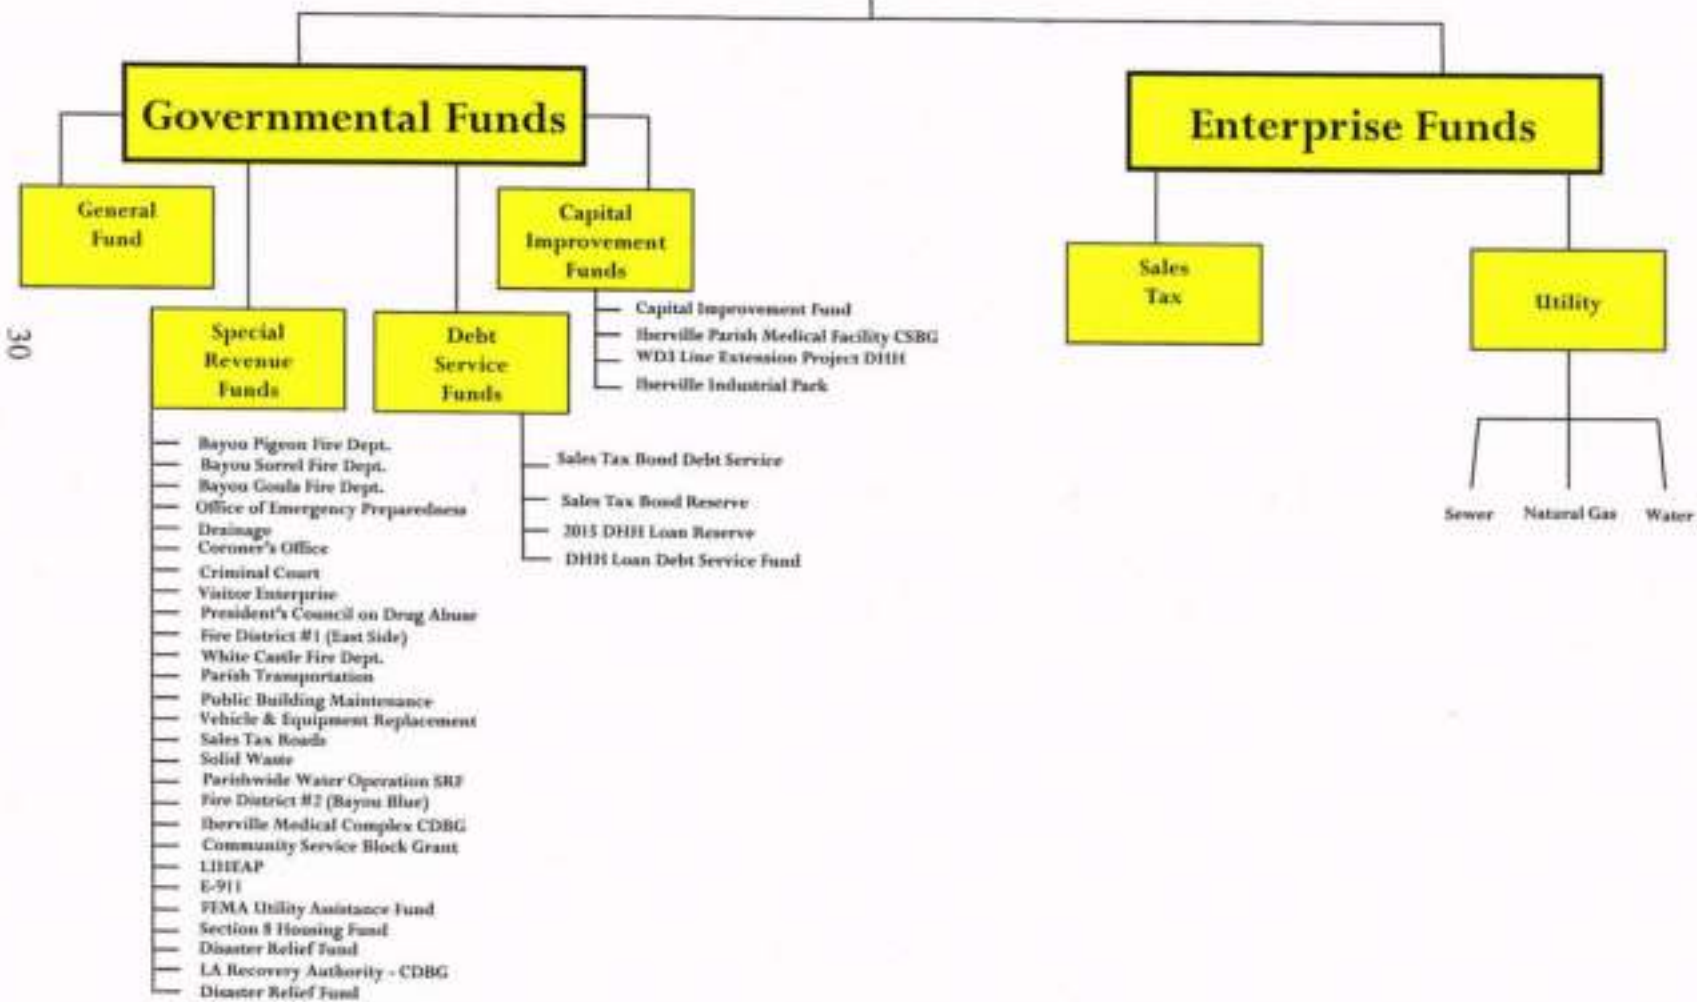 Governmental Funds
Enterprise Funds
General
Fund
Capital
Improvement
Funds
Sales
Tax
Utility
Capital Improvement Fund
Iberville Parish Medical Facility CSBG
WD3 Line Extension Project DHH
Iberville Industrial Park
Special
Revenue
Funds
Debt
Service
Funds
30
Bayou Pigeon Fire Dept.
Bayou Sorrel Fire Dept.
Bayou Goula Fire Dept.
Office of Emergency Preparedness
Drainage
Coroner's Office
Criminal Court
Visitor Enterprise
President's Council on Drug Abuse
Fire District #1 (East Side)
White Castle Fire Dept.
Parish Transportation
Public Building Maintenance
Vehicle & Equipment Replacement
Sales Tax Roads
Solid Waste
Parishwide Water Operation SRF
Fire District #2 (Bayou Blue)
Iberville Medical Complex CDBG
Community Service Block Grant
LIHEAP
E-911
FEMA Utility Assistance Fund
Section 8 Housing Fund
Disaster Relief Fund
LA Recovery Authority - CDBG
Disaster Relief Fund
Sales Tax Bond Debt Service
Sales Tax Bond Reserve
2015 DHH Loan Reserve
DHH Loan Debt Service Fund
Sewer
Natural Gas
Water